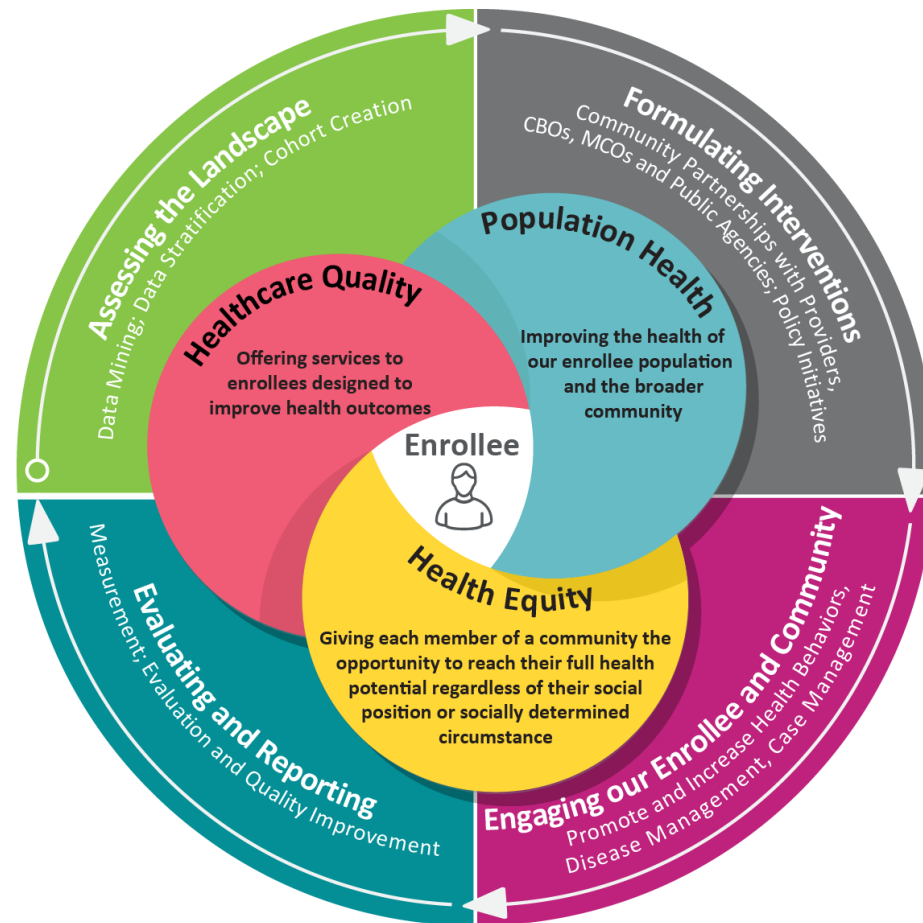 Assessing the Landscape
Data Mining; Data Stratification; Cohort Creation
Formulating Interventions
Community Partnerships with Providers,
CBOs, MCOs and Public Agencies; Policy Initiatives
Population Health
Improving the health of
our enrollee population
and the broader
community
Healthcare Quality
Offering services to
enrollees designed to
improve health outcomes
Enrollee
Health Equity
Giving each member of a community the
opportunity to reach their full health
potential regardless of their social
position or socially determined
circumstance
Engaging our Enrollee and Community
Promote and Increase Health Behaviors,
Disease Management, Case Management
Evaluating and Reporting
Measurement; Evaluation and Quality Improvement